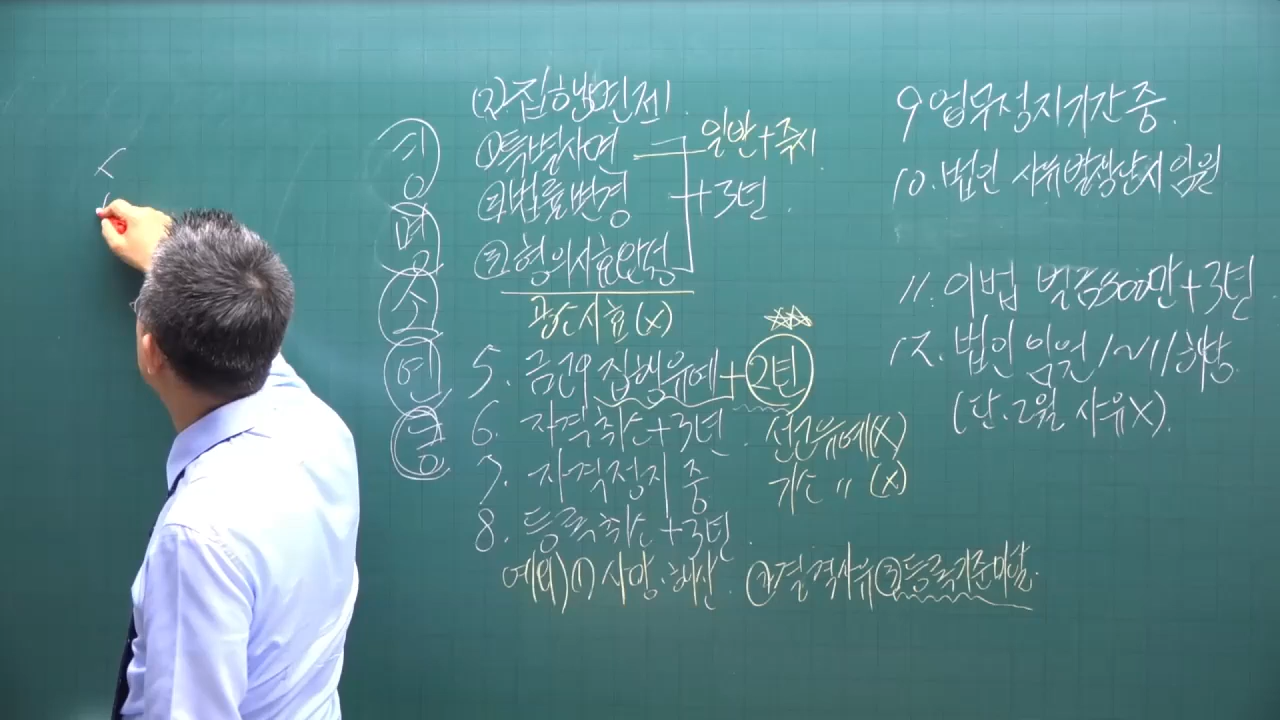 (2). 집행면제
①특별사면
일반+즉시.
②법률변경
+3년.
③형의시효완성
공소시효(X)
5. 금고의 집행유예+2년
6. 자격취소+3년.
선고유예(X)
7. 자격정지 중
기소 〃 (X)
8. 등록취소+3년.
예외)①사망·해산. ②결격사유③등록기준미달.
9 업무정지기간 중.
10. 법인 사유발생당시 임원
11. 이법 벌금300만+3년
12. 법인 임원 1~11해당.
(단. 2월 사유X).
소